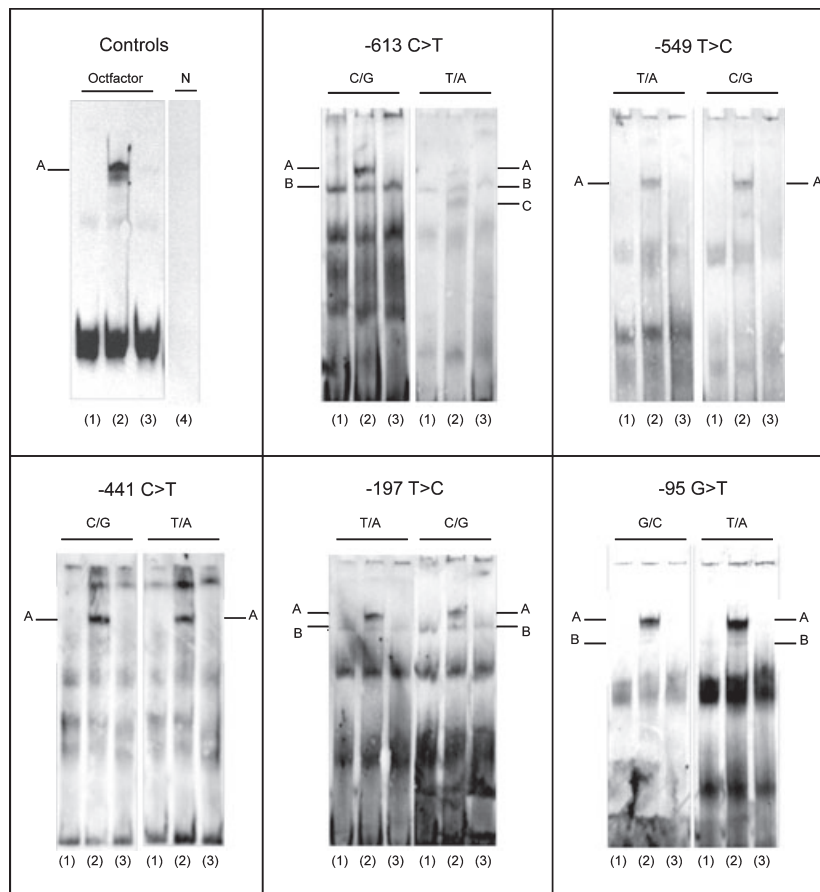 Controls
Octfactor N
A
(1) (2) (3) (4)
-613 C>T
C/G T/A
A A
B B
C
(1) (2) (3) (1) (2) (3)
-549 T>C
T/A C/G
A A
(1) (2) (3) (1) (2) (3)
-441 C>T
C/G T/A
A A
(1) (2) (3) (1) (2) (3)
-197 T>C
T/A C/G
A A
B B
(1) (2) (3) (1) (2) (3)
-95 G>T
G/C T/A
A A
B B
(1) (2) (3) (1) (2) (3)